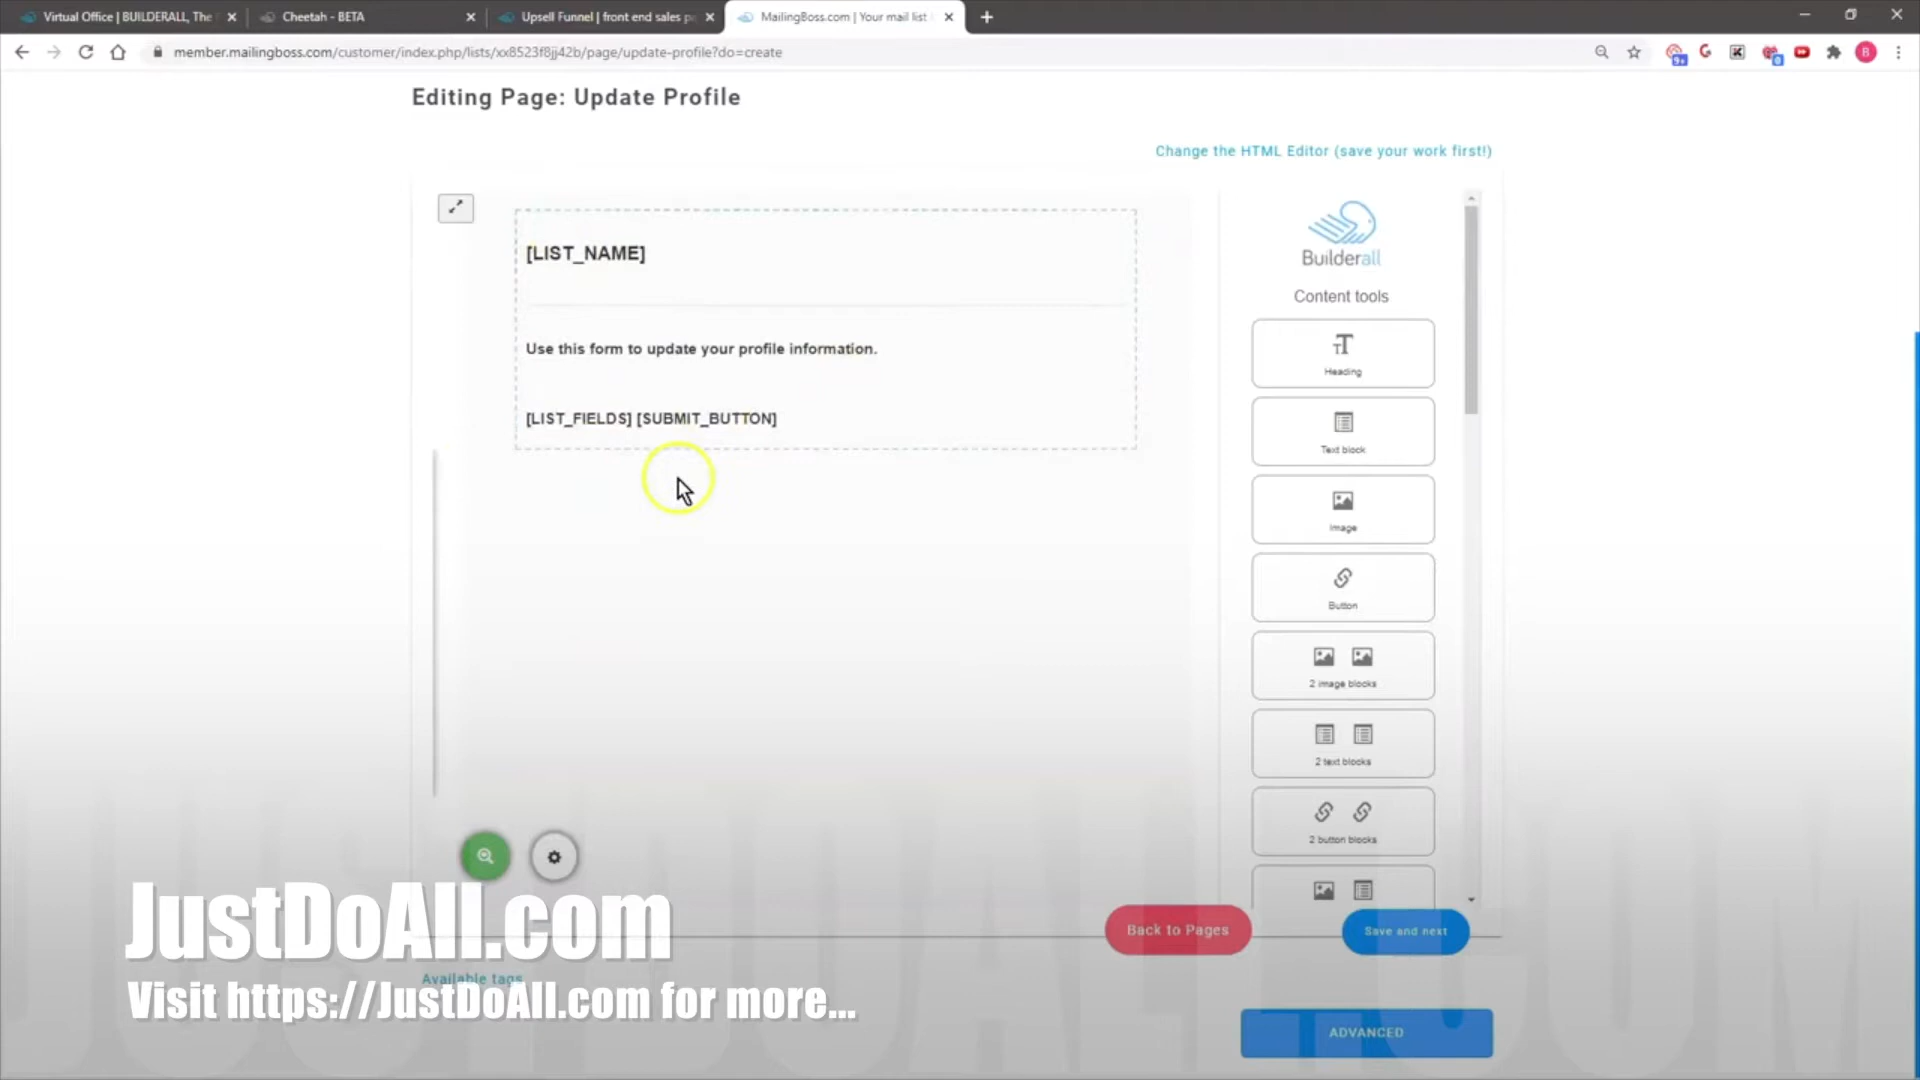 Virtual Office | BUILDERALL, The
Cheetah - BETA
Upsell Funnel | front end sales p
MailingBoss.com | Your mail list
member.mailingboss.com/customer/index.php/lists/xx8523f8jj42b/page/update-profile?do=create
9+
G
K
0
B
Editing Page: Update Profile
Change the HTML Editor (save your work first!)
[LIST_NAME]
Use this form to update your profile information.
[LIST_FIELDS] [SUBMIT_BUTTON]
Builderall
Content tools
Heading
Text block
Image
Button
2 image blocks
2 text blocks
2 button blocks
Back to Pages
Save and next
JustDoAll.com
Available tags
Visit https://JustDoAll.com for more...
ADVANCED